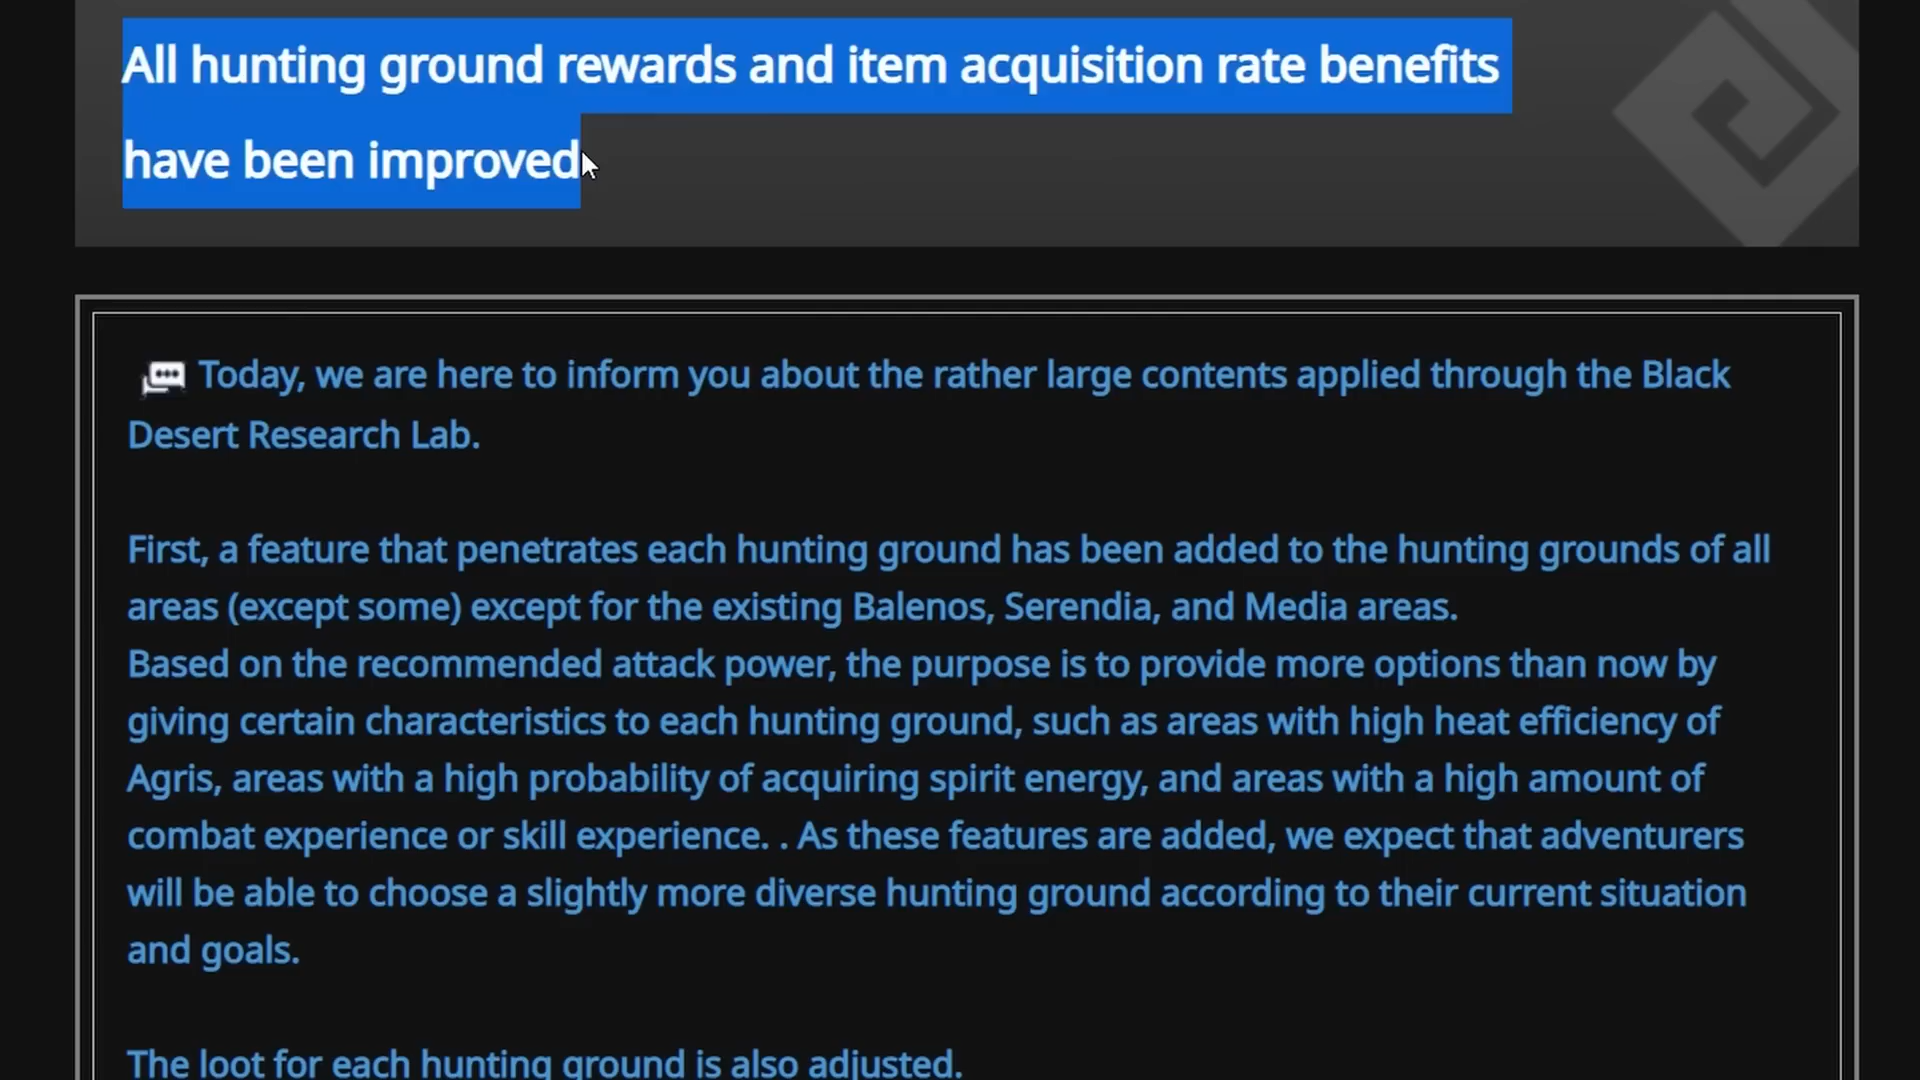 All hunting ground rewards and item acquisition rate benefits
have been improved
Today, we are here to inform you about the rather large contents applied through the Black
Desert Research Lab.
First, a feature that penetrates each hunting ground has been added to the hunting grounds of all
areas (except some) except for the existing Balenos, Serendia, and Media areas.
Based on the recommended attack power, the purpose is to provide more options than now by
giving certain characteristics to each hunting ground, such as areas with high heat efficiency of
Agris, areas with a high probability of acquiring spirit energy, and areas with a high amount of
combat experience or skill experience. . As these features are added, we expect that adventurers
will be able to choose a slightly more diverse hunting ground according to their current situation
and goals.
The loot for each hunting ground is also adjusted.